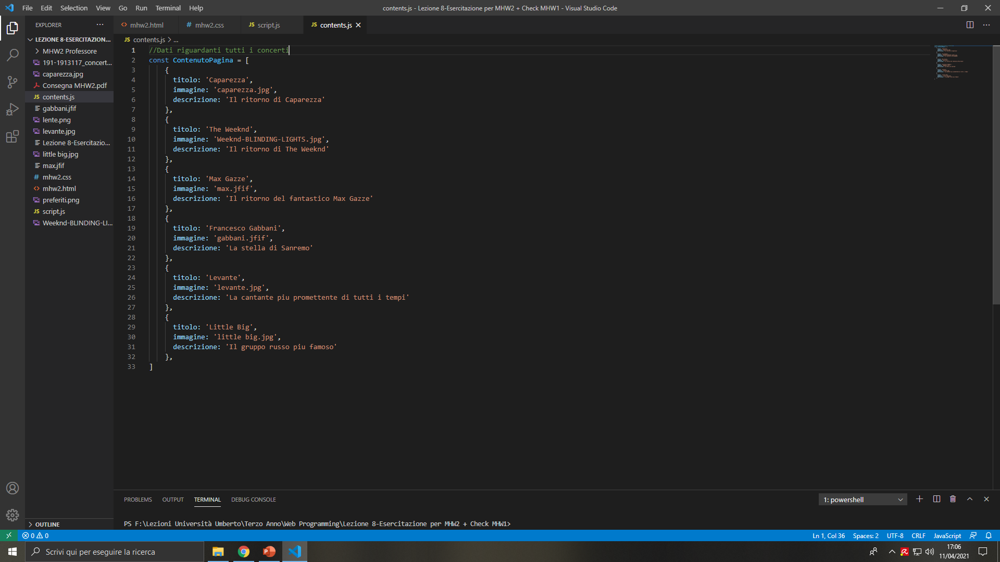 File Edit Selection View Go Run Terminal Help
contents.js - Lezione 8-Esercitazione per MHW2 + Check MHW1 - Visual Studio Code
EXPLORER
mhw2.html
# mhw2.css
JS script.js
JS contents.js
LEZIONE 8-ESERCITAZION...
MHW2 Professore
191-1913117_concert...
caparezza.jpg
Consegna MHW2.pdf
JS contents.js
gabbani.jfif
lente.png
levante.jpg
Lezione 8-Esercitazio...
little big.jpg
max.jfif
# mhw2.css
<> mhw2.html
preferiti.png
JS script.js
Weeknd-BLINDING-LI...
OUTLINE
JS contents.js > ...
1 //Dati riguardanti tutti i concerti
2 const ContenutoPagina = [
3 {
4 titolo: 'Caparezza',
5 immagine: 'caparezza.jpg',
6 descrizione: 'Il ritorno di Caparezza'
7 },
8 {
9 titolo: 'The Weeknd',
10 immagine: 'Weeknd-BLINDING-LIGHTS.jpg',
11 descrizione: 'Il ritorno di The Weeknd'
12 },
13 {
14 titolo: 'Max Gazze',
15 immagine: 'max.jfif',
16 descrizione: 'Il ritorno del fantastico Max Gazze'
17 },
18 {
19 titolo: 'Francesco Gabbani',
20 immagine: 'gabbani.jfif',
21 descrizione: 'La stella di Sanremo'
22 },
23 {
24 titolo: 'Levante',
25 immagine: 'levante.jpg',
26 descrizione: 'La cantante piu promettente di tutti i tempi'
27 },
28 {
29 titolo: 'Little Big',
30 immagine: 'little big.jpg',
31 descrizione: 'Il gruppo russo piu famoso'
32 },
33 ]
PROBLEMS OUTPUT TERMINAL DEBUG CONSOLE
1: powershell
PS F:\Lezioni Università Umberto\Terzo Anno\Web Programming\Lezione 8-Esercitazione per MHW2 + Check MHW1>
0 0
Ln 1, Col 36 Spaces: 2 UTF-8 CRLF JavaScript
Scrivi qui per eseguire la ricerca
17:06
11/04/2021